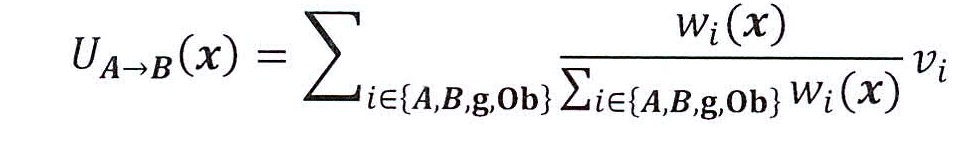 U_{A→B}(x) = ∑_{i∈{A,B,g,Ob}} \frac{w_i(x)}{∑_{i∈{A,B,g,Ob}} w_i(x)} v_i